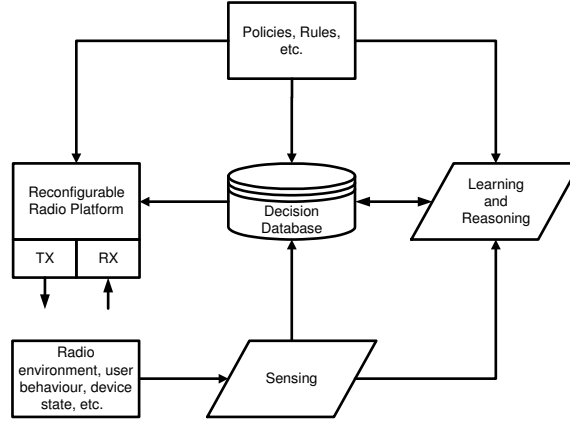 Policies, Rules,
etc.
Reconfigurable
Radio Platform
TX
RX
Decision
Database
Learning
and
Reasoning
Radio
environment, user
behaviour, device
state, etc.
Sensing